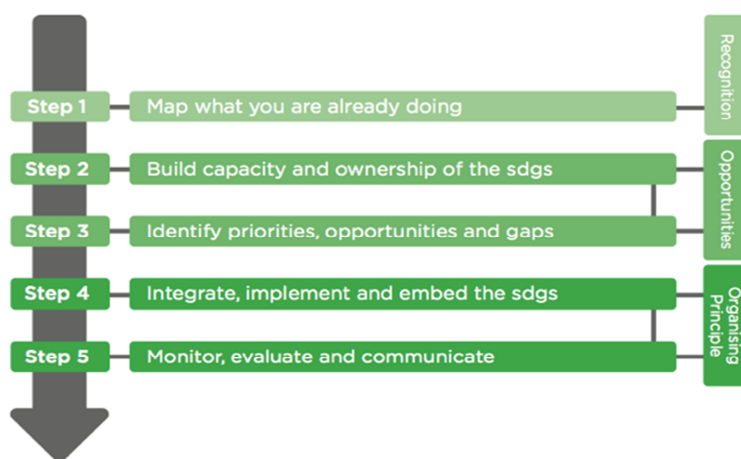 Step 1
Map what you are already doing
Recognition
Step 2
Build capacity and ownership of the sdgs
Step 3
Identify priorities, opportunities and gaps
Opportunities
Step 4
Integrate, implement and embed the sdgs
Step 5
Monitor, evaluate and communicate
Organising
Principle